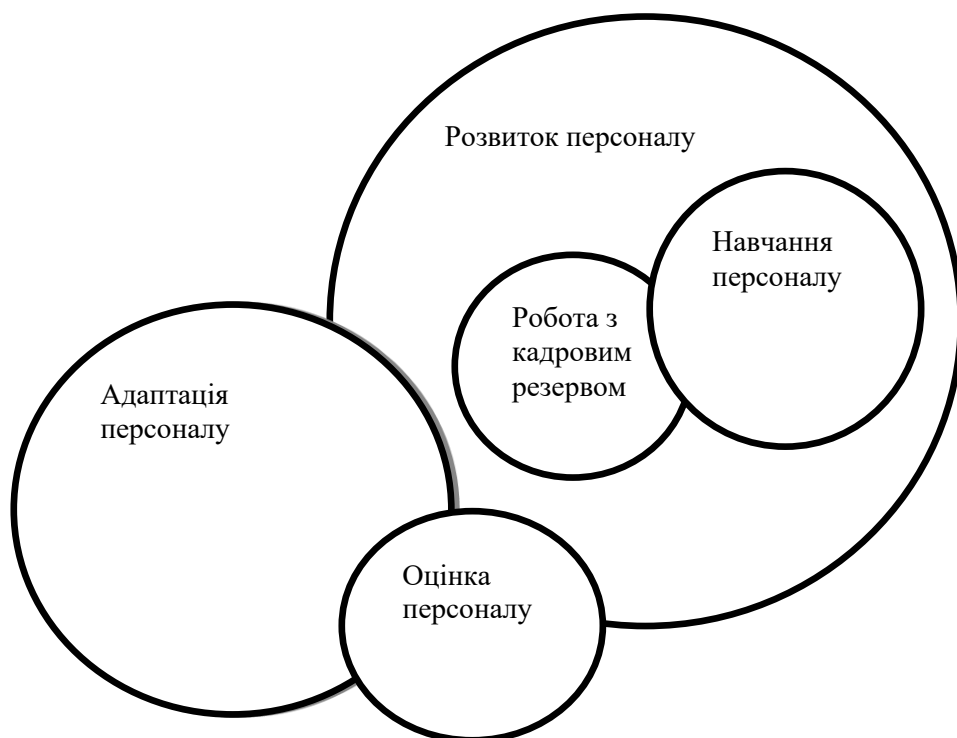 Розвиток персоналу
Навчання
персоналу
Робота з
кадровим
резервом
Адаптація
персоналу
Оцінка
персоналу